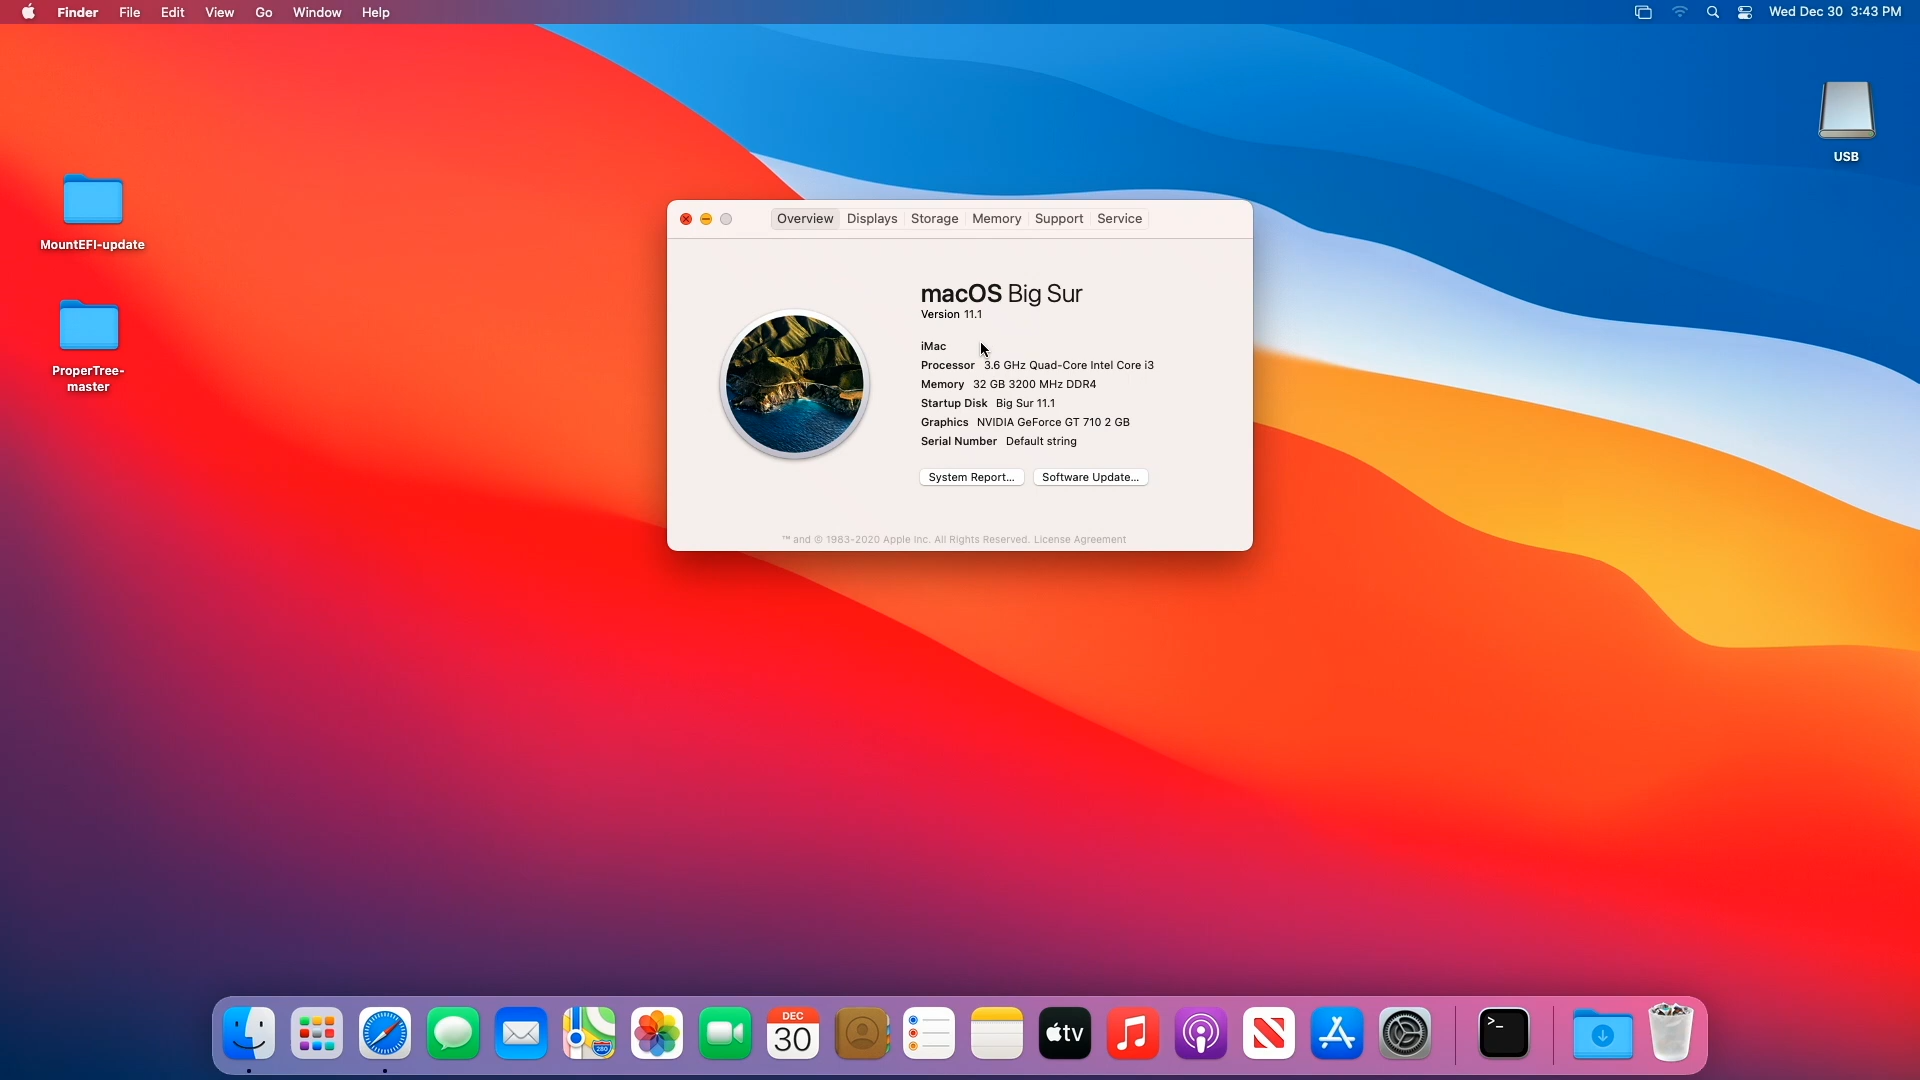 Finder File Edit View Go Window Help
Wed Dec 30 3:43 PM
USB
MountEFI-update
ProperTree-
master
Overview Displays Storage Memory Support Service
macOS Big Sur
Version 11.1
iMac
Processor 3.6 GHz Quad-Core Intel Core i3
Memory 32 GB 3200 MHz DDR4
Startup Disk Big Sur 11.1
Graphics NVIDIA GeForce GT 710 2 GB
Serial Number Default string
System Report... Software Update...
™ and © 1983-2020 Apple Inc. All Rights Reserved. License Agreement
280
DEC
30
tv
>_